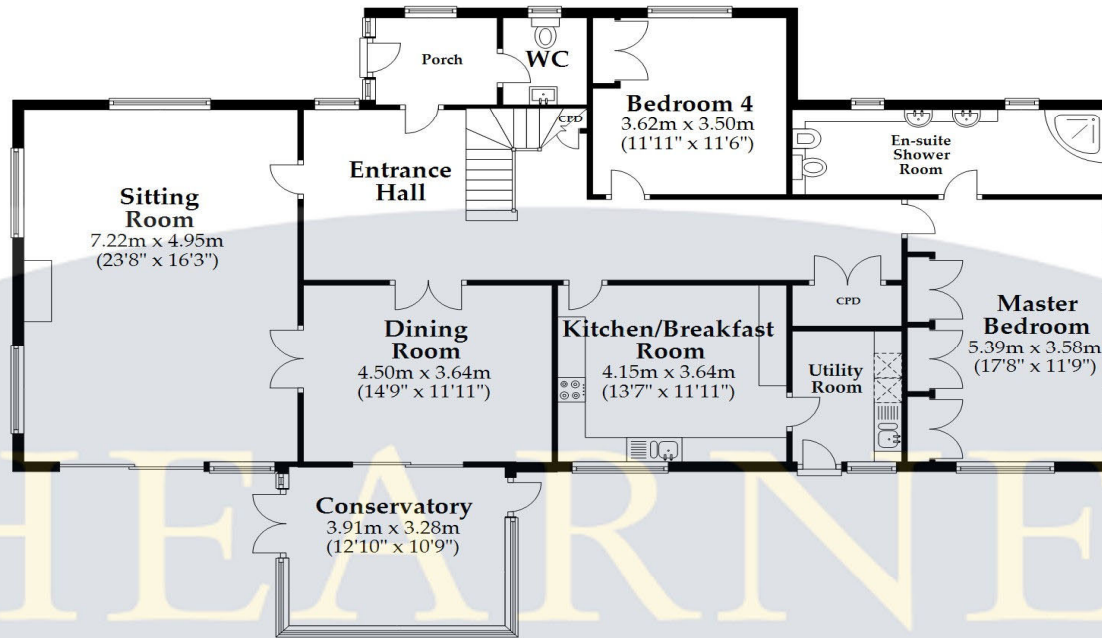 Porch
WC
Bedroom 4
3.62m x 3.50m
(11'11" x 11'6")
CPD
En-suite
Shower
Room
Entrance
Hall
Sitting
Room
7.22m x 4.95m
(23'8" x 16'3")
CPD
Dining
Room
4.50m x 3.64m
(14'9" x 11'11")
Kitchen/Breakfast
Room
4.15m x 3.64m
(13'7" x 11'11")
Utility
Room
Master
Bedroom
5.39m x 3.58m
(17'8" x 11'9")
Conservatory
3.91m x 3.28m
(12'10" x 10'9")
HEARNE